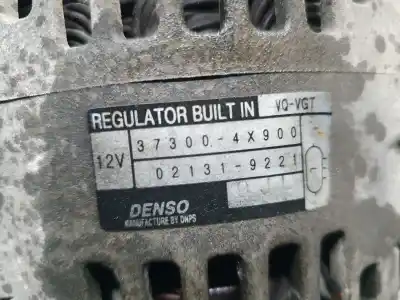 REGULATOR BUILT IN VQ-VGT
12V 37300-4X900
02131-9221
DENSO
MANUFACTURE BY DNPS